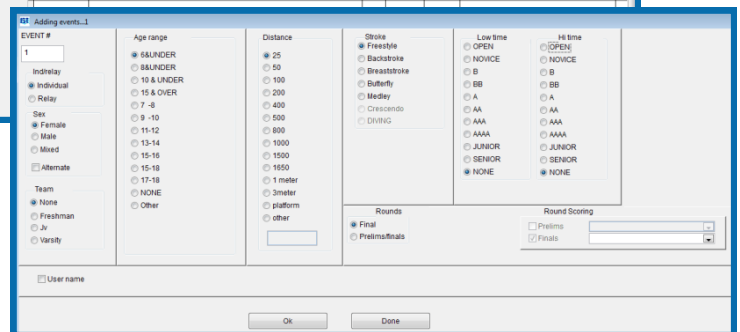 Adding events...1
EVENT #
1
Ind/relay
Individual
Relay
Sex
Female
Male
Mixed
Alternate
Team
None
Freshman
Jv
Varsity
Age range
6&UNDER
8&UNDER
10 & UNDER
15 & OVER
7 -8
9 -10
11-12
13-14
15-16
15-18
17-18
NONE
Other
Distance
25
50
100
200
400
500
800
1000
1500
1650
1 meter
3meter
platform
other
Stroke
Freestyle
Backstroke
Breaststroke
Butterfly
Medley
Crescendo
DIVING
Low time
OPEN
NOVICE
B
BB
A
AA
AAA
AAAA
JUNIOR
SENIOR
NONE
Hi time
OPEN
NOVICE
B
BB
A
AA
AAA
AAAA
JUNIOR
SENIOR
NONE
Rounds
Final
Prelims/finals
Round Scoring
Prelims
Finals
User name
Ok
Done